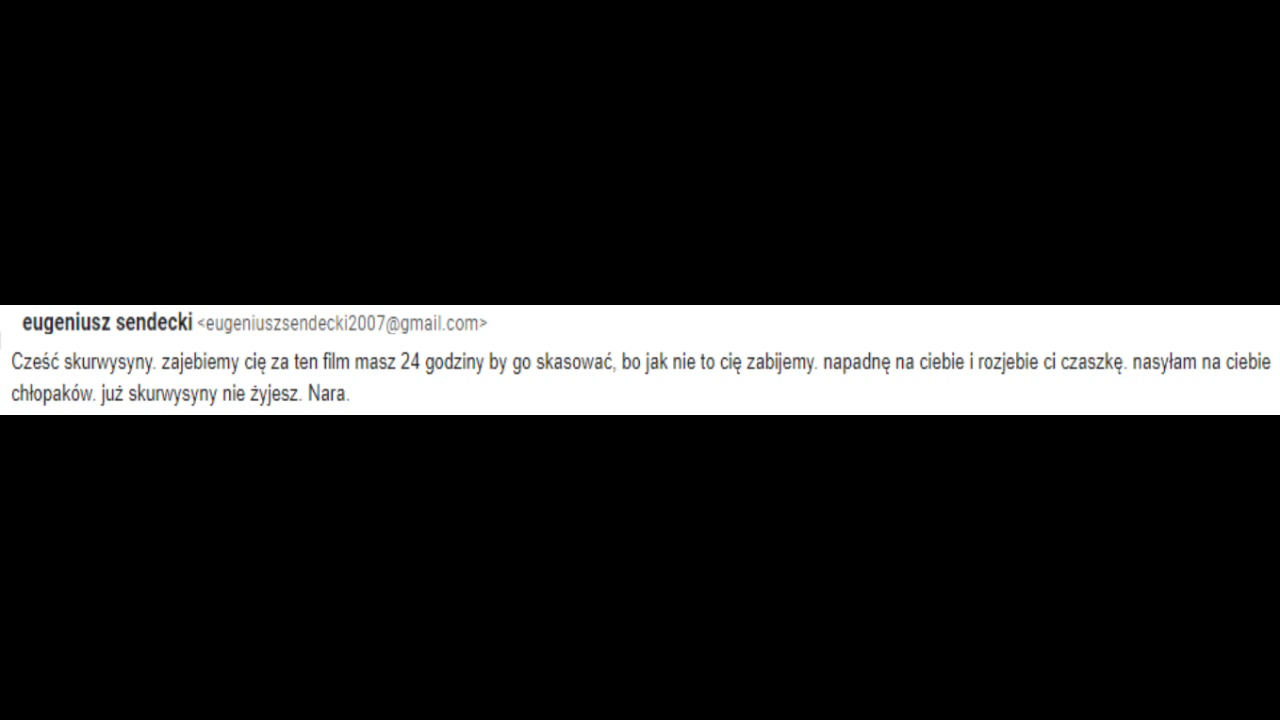 eugeniusz sendecki <eugeniuszsendecki2007@gmail.com>
Cześć skurwysyny. zajebiemy cię za ten film masz 24 godziny by go skasować, bo jak nie to cię zabijemy. napadnę na ciebie i rozjebie ci czaszkę. nasyłam na ciebie
chłopaków. już skurwysyny nie żyjesz. Nara.